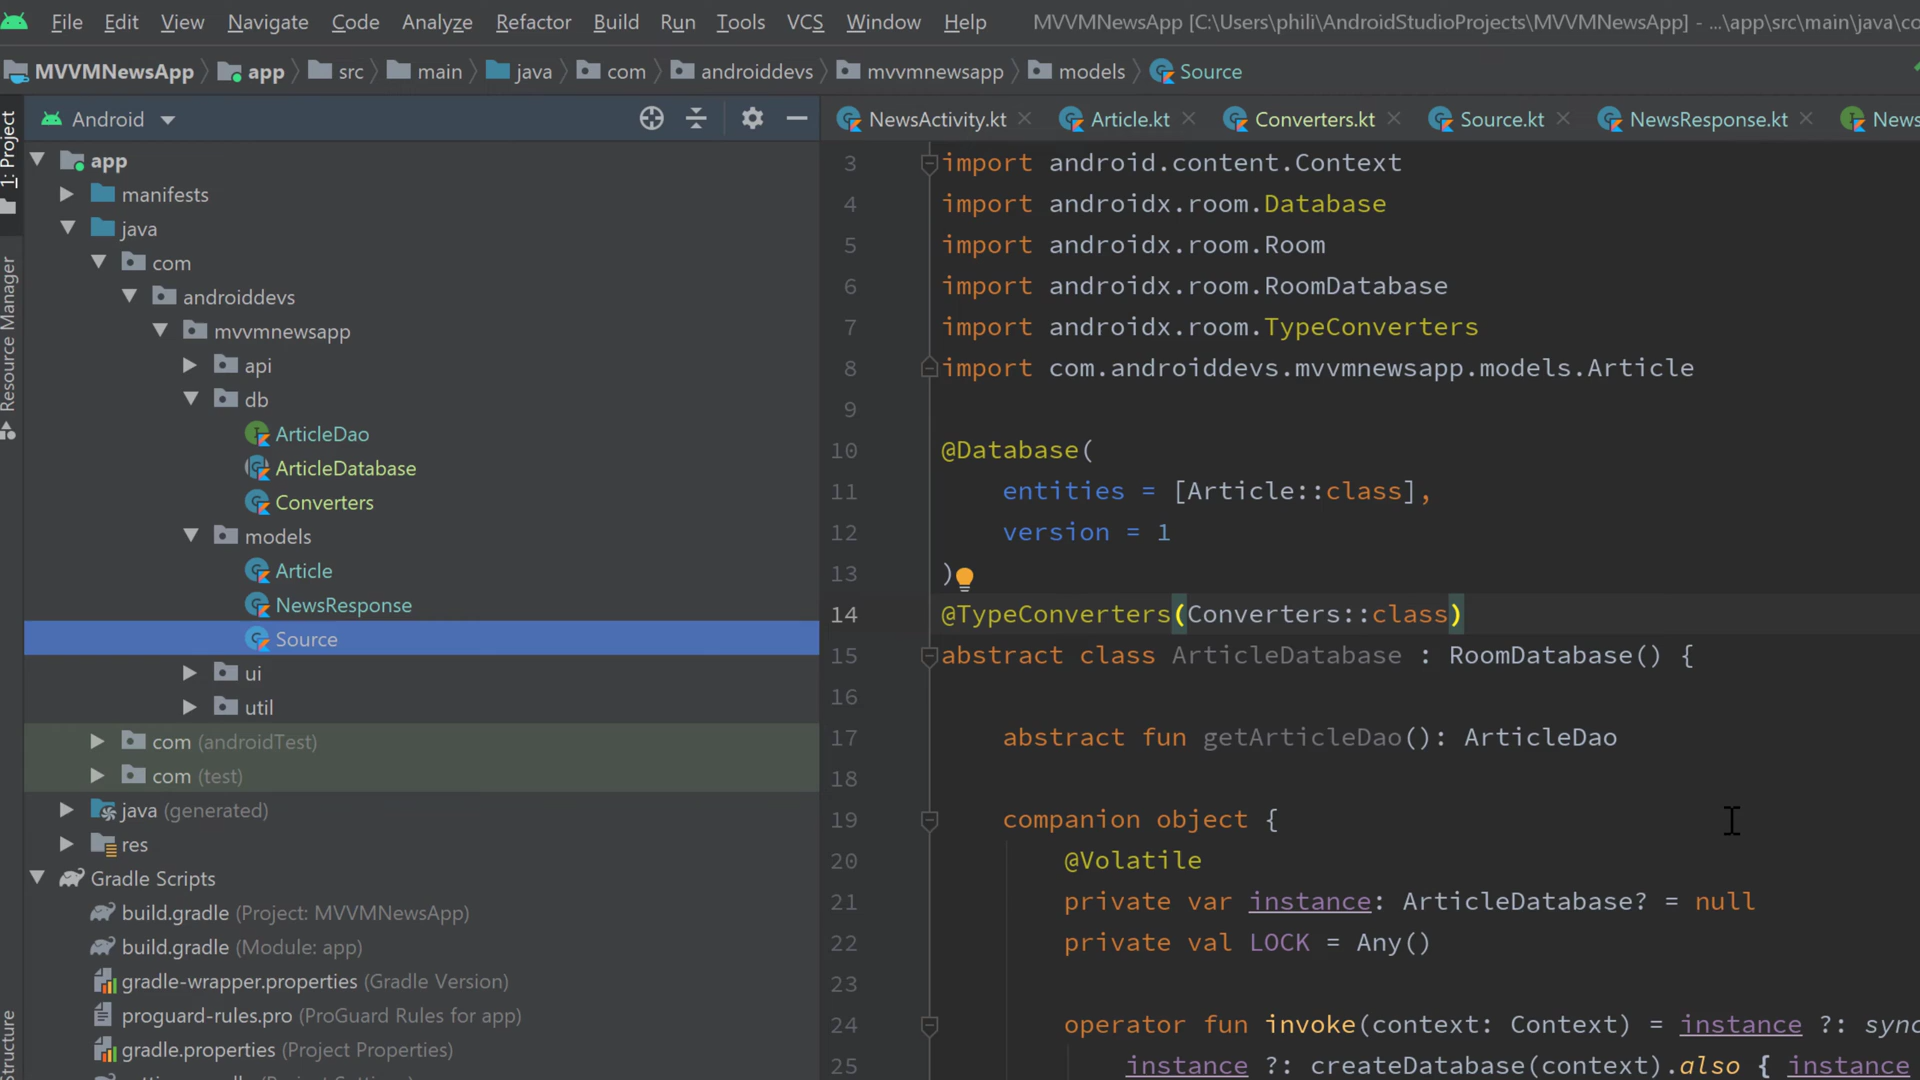 File Edit View Navigate Code Analyze Refactor Build Run Tools VCS Window Help MVVMNewsApp [C:\Users\phili\AndroidStudioProjects\MVVMNewsApp] - ...\app\src\main\java\co
MVVMNewsApp app src main java com androiddevs mvvmnewsapp models Source
1: Project
Resource Manager
Structure
Android
app
manifests
java
com
androiddevs
mvvmnewsapp
api
db
ArticleDao
ArticleDatabase
Converters
models
Article
NewsResponse
Source
ui
util
com (androidTest)
com (test)
java (generated)
res
Gradle Scripts
build.gradle (Project: MVVMNewsApp)
build.gradle (Module: app)
gradle-wrapper.properties (Gradle Version)
proguard-rules.pro (ProGuard Rules for app)
gradle.properties (Project Properties)
NewsActivity.kt Article.kt Converters.kt Source.kt NewsResponse.kt News
3 import android.content.Context
4 import androidx.room.Database
5 import androidx.room.Room
6 import androidx.room.RoomDatabase
7 import androidx.room.TypeConverters
8 import com.androiddevs.mvvmnewsapp.models.Article
9
10 @Database(
11 entities = [Article::class],
12 version = 1
13 )
14 @TypeConverters(Converters::class)
15 abstract class ArticleDatabase : RoomDatabase() {
16
17 abstract fun getArticleDao(): ArticleDao
18
19 companion object {
20 @Volatile
21 private var instance: ArticleDatabase? = null
22 private val LOCK = Any()
23
24 operator fun invoke(context: Context) = instance ?: sync
25 instance ?: createDatabase(context).also { instance